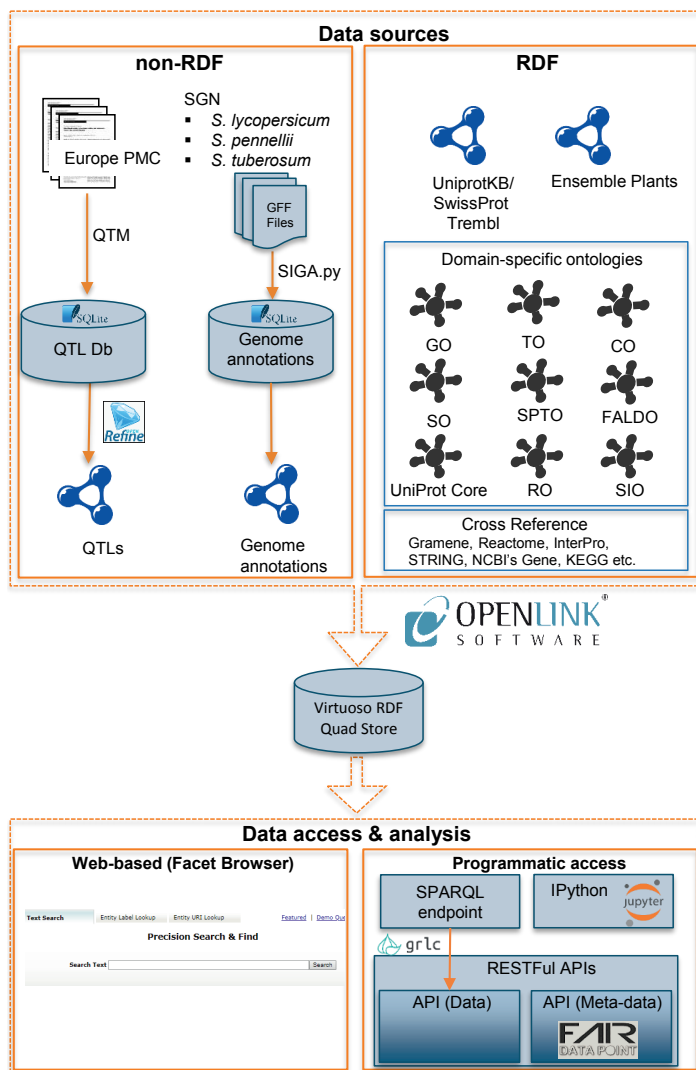 Data sources
non-RDF
Europe PMC
SGN
▪ S. lycopersicum
▪ S. pennellii
▪ S. tuberosum
GFF
Files
QTM
SIGA.py
SQLite
QTL Db
SQLite
Genome
annotations
OPEN
Refine
QTLs
Genome
annotations
RDF
UniprotKB/
SwissProt
Trembl
Ensemble Plants
Domain-specific ontologies
GO
TO
CO
SO
SPTO
FALDO
UniProt Core
RO
SIO
Cross Reference
Gramene, Reactome, InterPro,
STRING, NCBI's Gene, KEGG etc.
OPENLINK®
SOFTWARE
Virtuoso RDF
Quad Store
Data access & analysis
Web-based (Facet Browser)
Text Search
Entity Label Lookup
Entity URI Lookup
Featured | Demo Que
Precision Search & Find
Search Text
Search
Programmatic access
SPARQL
endpoint
IPython
jupyter
grlc
RESTFul APIs
API (Data)
API (Meta-data)
FAIR
DATA POINT